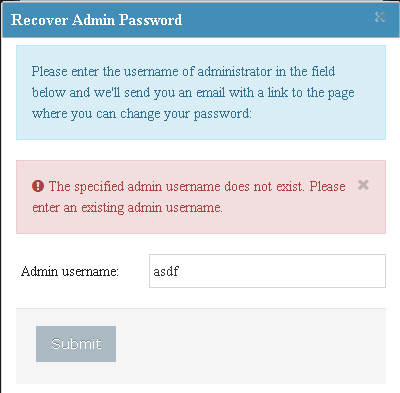 Recover Admin Password
Please enter the username of administrator in the field
below and we'll send you an email with a link to the page
where you can change your password:
The specified admin username does not exist. Please
enter an existing admin username.
Admin username:
asdf
Submit